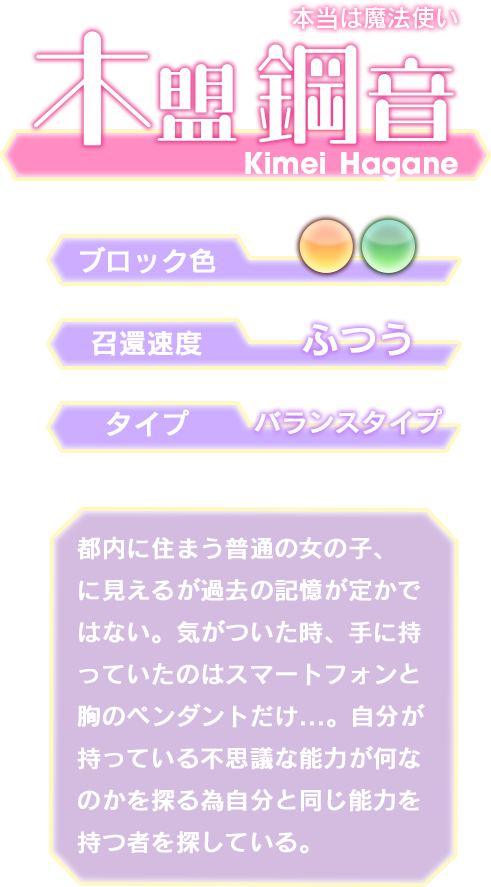 本当は魔法使い
木盟 鋼音
Kimei Hagane
ブロック色
召還速度
ふつう
タイプ
バランスタイプ
都内に住まう普通の女の子、
に見えるが過去の記憶が定かで
はない。気がついた時、手に持
っていたのはスマートフォンと
胸のペンダントだけ…。自分が
持っている不思議な能力が何な
のかを探る為自分と同じ能力を
持つ者を探している。